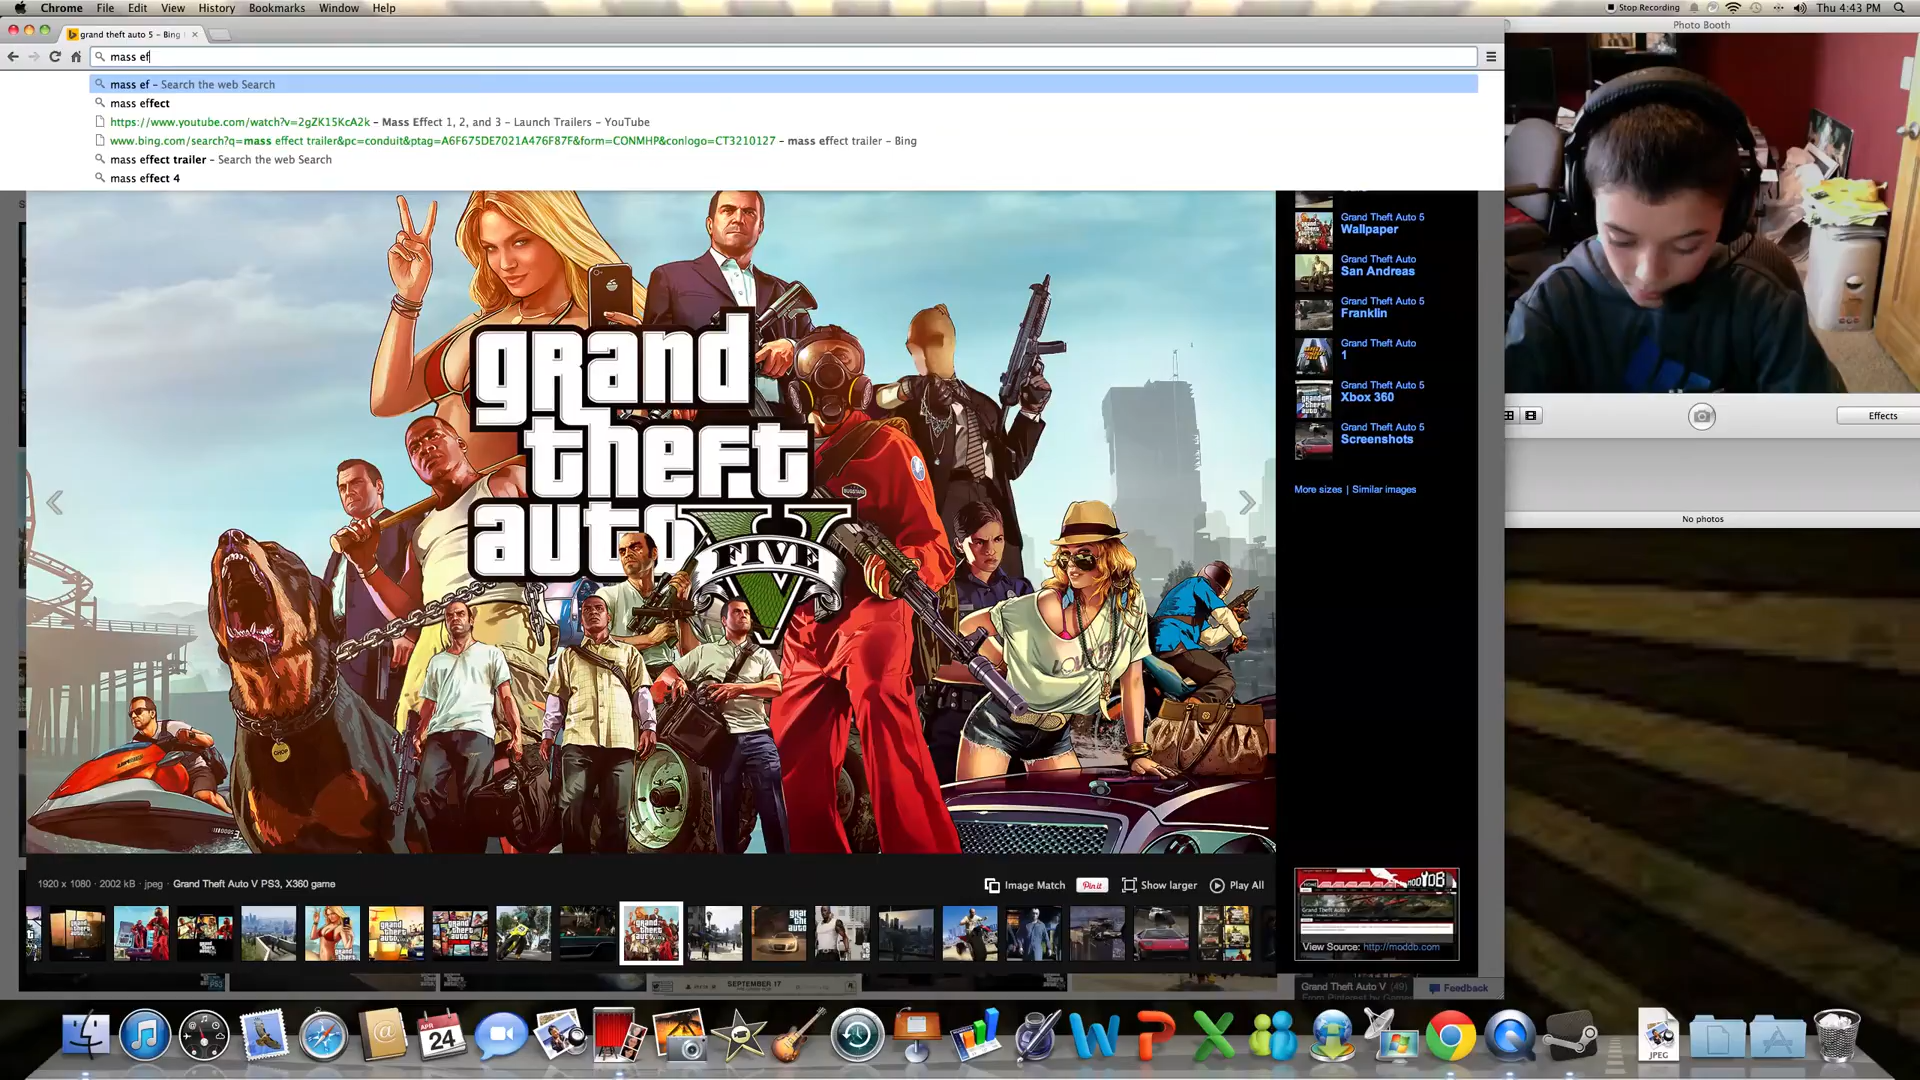 Chrome File Edit View History Bookmarks Window Help
Stop Recording
Thu 4:43 PM
grand theft auto 5 - Bing
Photo Booth
mass ef
mass ef - Search the web Search
mass effect
https://www.youtube.com/watch?v=2gZK15KcA2k - Mass Effect 1, 2, and 3 - Launch Trailers - YouTube
www.bing.com/search?q=mass effect trailer&pc=conduit&ptag=A6F675DE7021A476F87F&form=CONMHP&conlogo=CT3210127 - mass effect trailer - Bing
mass effect trailer - Search the web Search
mass effect 4
Grand Theft Auto 5
Wallpaper
Grand Theft Auto
San Andreas
Grand Theft Auto 5
Franklin
Grand Theft Auto
1
Grand Theft Auto 5
Xbox 360
Grand Theft Auto 5
Screenshots
More sizes | Similar images
grand
theft
auto
FIVE
V
BUGSTARS
CHOP
Effects
No photos
1920 x 1080 · 2002 kB · jpeg Grand Theft Auto V PS3, X360 game
Image Match
Pin it
Show larger
Play All
View Source: http://moddb.com
SEPTEMBER 17
Grand Theft Auto V (49)
Feedback
APR
24
JPEG